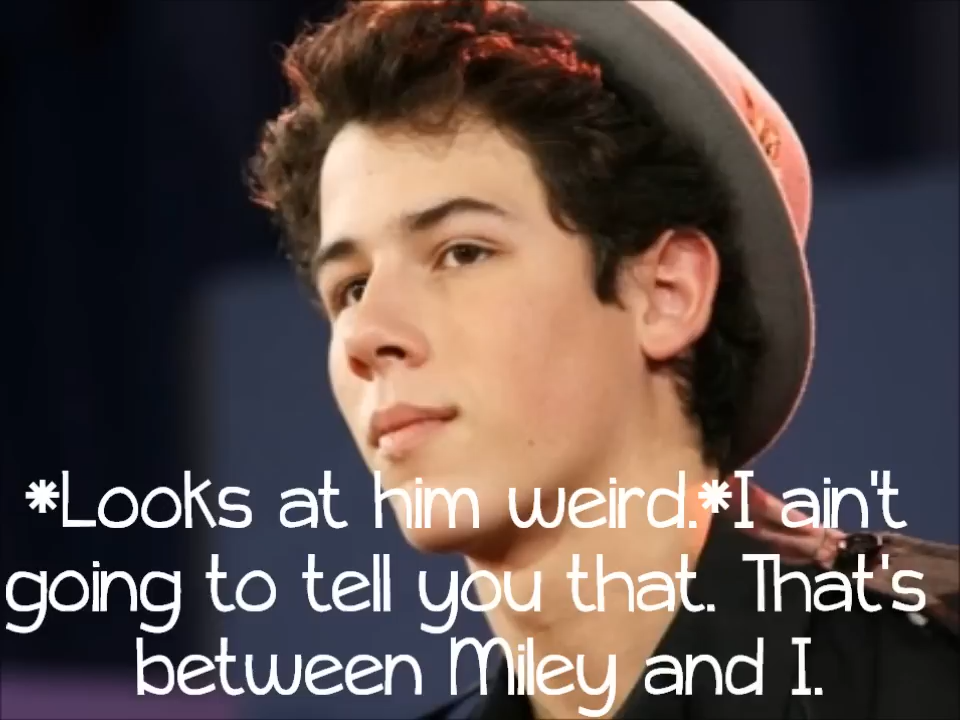 *Looks at him weird.*I ain't
going to tell you that. That's
between Miley and I.